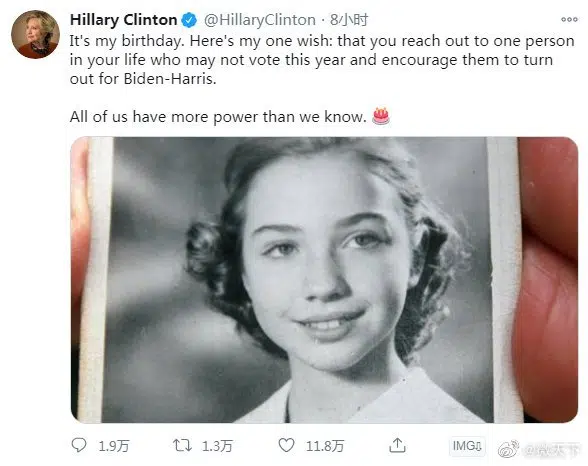 Hillary Clinton @HillaryClinton · 8小时
It's my birthday. Here's my one wish: that you reach out to one person
in your life who may not vote this year and encourage them to turn
out for Biden-Harris.
All of us have more power than we know.
1.9万 1.3万 11.8万 IMG
@微天下